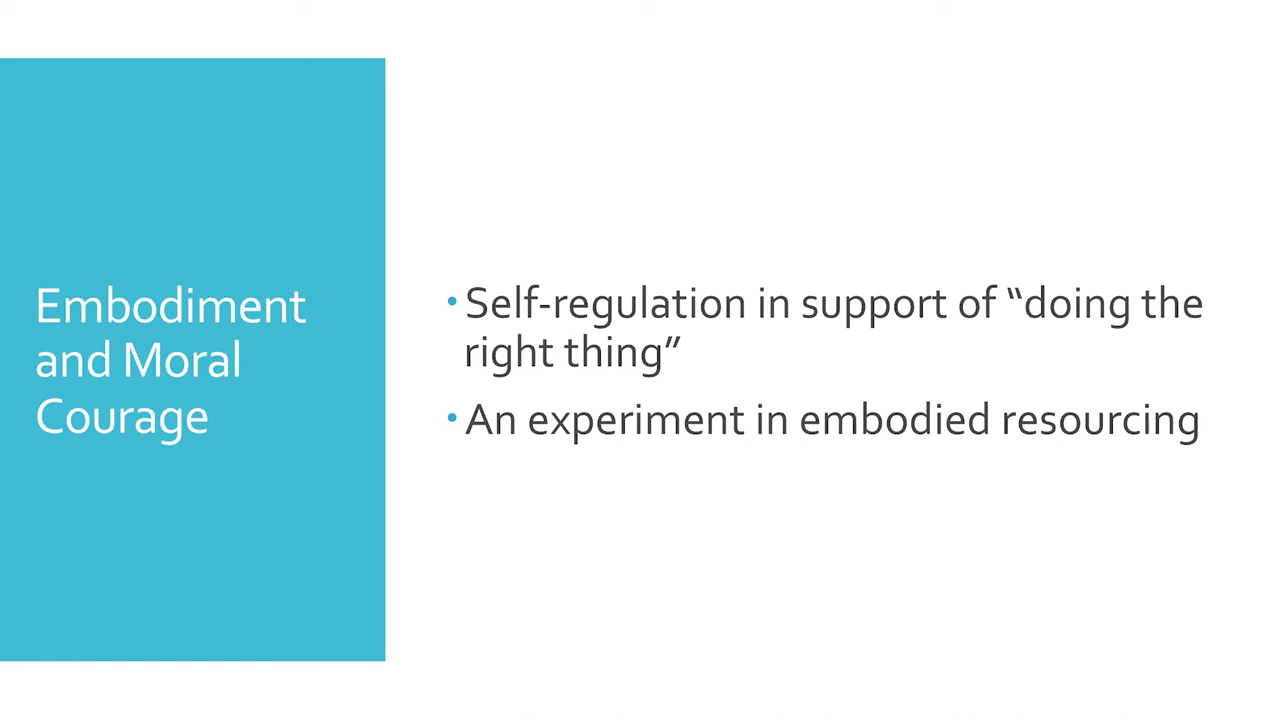 Embodiment
and Moral
Courage
• Self-regulation in support of “doing the
right thing”
• An experiment in embodied resourcing